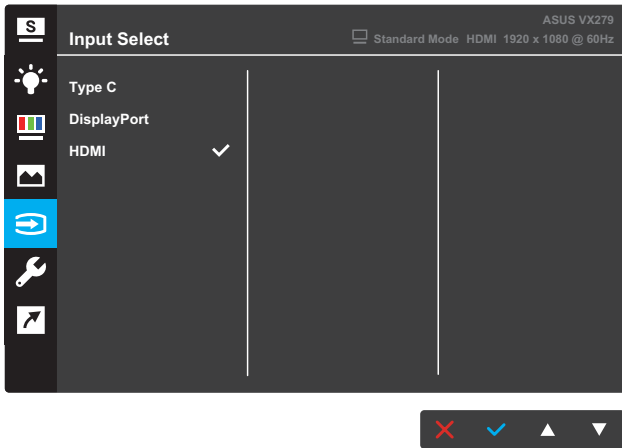 S
ASUS VX279
Input Select
Standard Mode HDMI 1920 x 1080 @ 60Hz
Type C
DisplayPort
HDMI